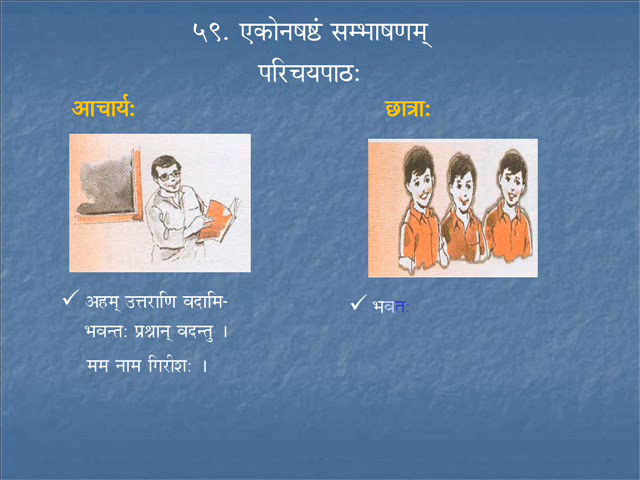 ५९. एकोनषष्ठं सम्भाषणम्
परिचयपाठः
आचार्यः
छात्राः
अहम् उत्तराणि वदामि-
भवन्तः प्रश्नान् वदन्तु ।
मम नाम गिरीशः ।
भवतः